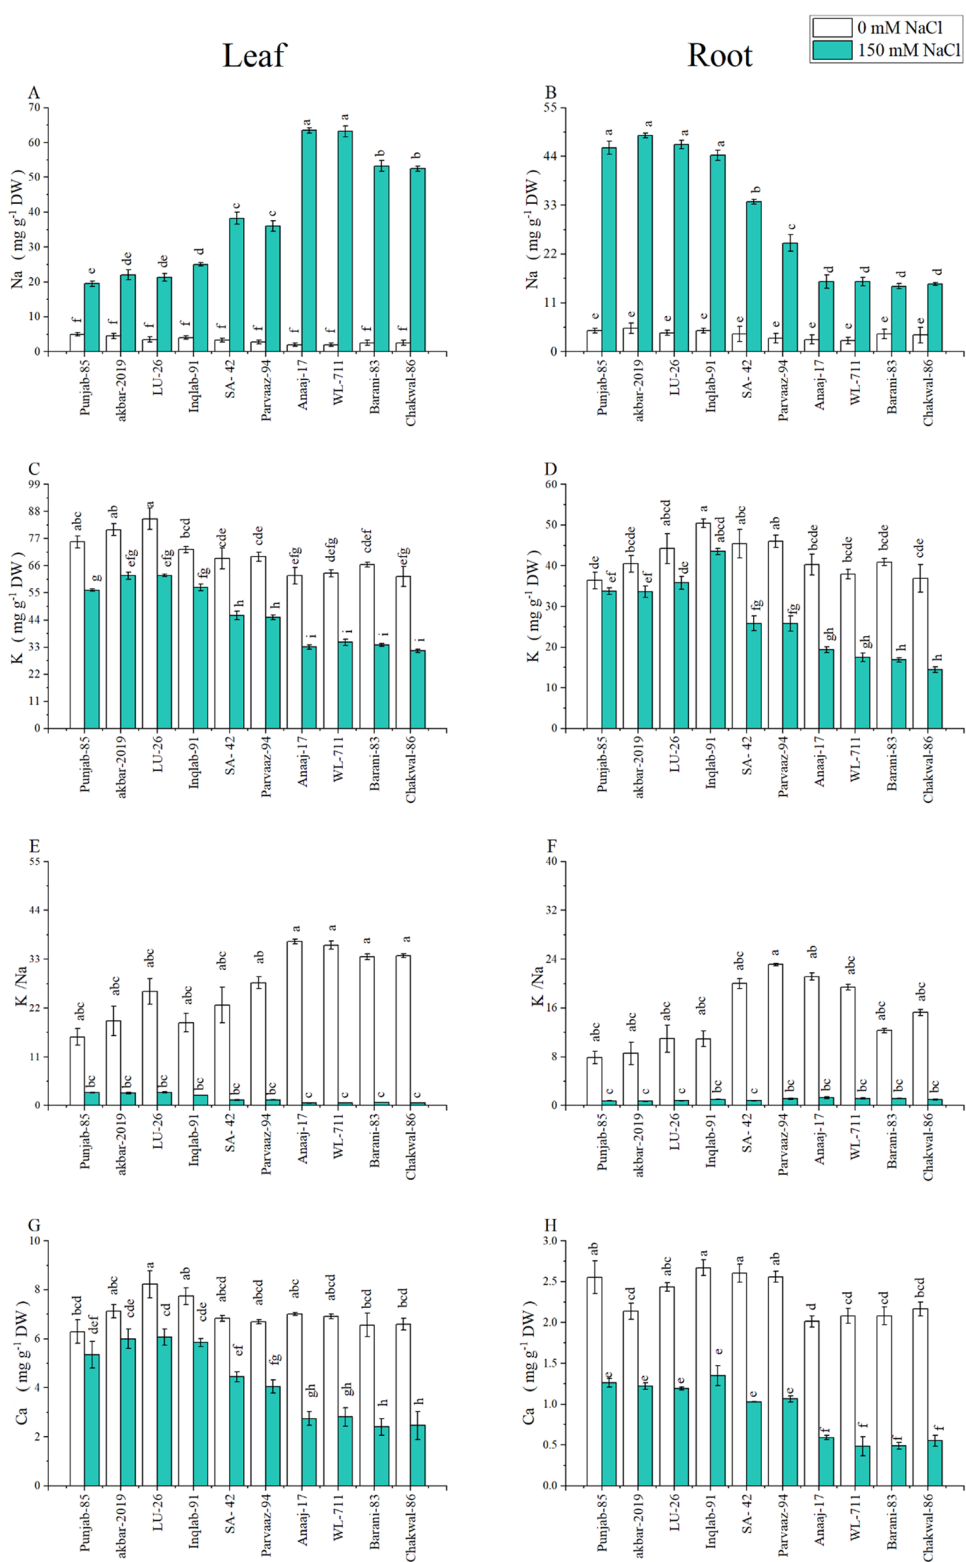 0 mM NaCl
150 mM NaCl
Leaf
Root
A
Na ( mg g-1 DW )
70
60
50
40
30
20
10
0
e
de
de
d
c
c
a
a
b
b
f
f
f
f
f
f
f
f
f
f
Punjab-85
akbar-2019
LU-26
Inqlab-91
SA- 42
Parvaaz-94
Anaaj-17
WL-711
Barani-83
Chakwal-86
B
Na ( mg g-1 DW )
55
44
33
22
11
0
a
a
a
a
b
c
d
d
d
d
e
e
e
e
e
e
e
e
e
e
Punjab-85
akbar-2019
LU-26
Inqlab-91
SA- 42
Parvaaz-94
Anaaj-17
WL-711
Barani-83
Chakwal-86
C
K ( mg g-1 DW )
99
88
77
66
55
44
33
22
11
0
abc
ab
a
bcd
cde
cde
efg
defg
cdef
efg
g
efg
efg
fg
h
h
i
i
i
i
Punjab-85
akbar-2019
LU-26
Inqlab-91
SA- 42
Parvaaz-94
Anaaj-17
WL-711
Barani-83
Chakwal-86
D
K ( mg g-1 DW )
60
50
40
30
20
10
0
de
bcde
abcd
a
abc
ab
bcde
bcde
bcde
cde
ef
ef
de
abcd
fg
fg
gh
gh
h
h
Punjab-85
akbar-2019
LU-26
Inqlab-91
SA- 42
Parvaaz-94
Anaaj-17
WL-711
Barani-83
Chakwal-86
E
K /Na
55
44
33
22
11
0
abc
abc
abc
abc
abc
ab
a
a
a
a
bc
bc
bc
bc
bc
bc
c
c
c
c
Punjab-85
akbar-2019
LU-26
Inqlab-91
SA- 42
Parvaaz-94
Anaaj-17
WL-711
Barani-83
Chakwal-86
F
K/Na
40
32
24
16
8
0
abc
abc
abc
abc
abc
a
ab
abc
abc
abc
c
c
c
bc
c
bc
bc
bc
bc
bc
Punjab-85
akbar-2019
LU-26
Inqlab-91
SA- 42
Parvaaz-94
Anaaj-17
WL-711
Barani-83
Chakwal-86
G
Ca ( mg g-1 DW )
10
8
6
4
2
0
bcd
abc
a
ab
abcd
abcd
abc
abcd
bcd
bcd
def
cde
cd
cde
ef
fg
gh
gh
h
h
Punjab-85
akbar-2019
LU-26
Inqlab-91
SA- 42
Parvaaz-94
Anaaj-17
WL-711
Barani-83
Chakwal-86
H
Ca ( mg g-1 DW )
3.0
2.5
2.0
1.5
1.0
0.5
0.0
ab
cd
abc
a
a
ab
d
cd
cd
bcd
e
e
e
e
e
e
f
f
f
f
Punjab-85
akbar-2019
LU-26
Inqlab-91
SA- 42
Parvaaz-94
Anaaj-17
WL-711
Barani-83
Chakwal-86